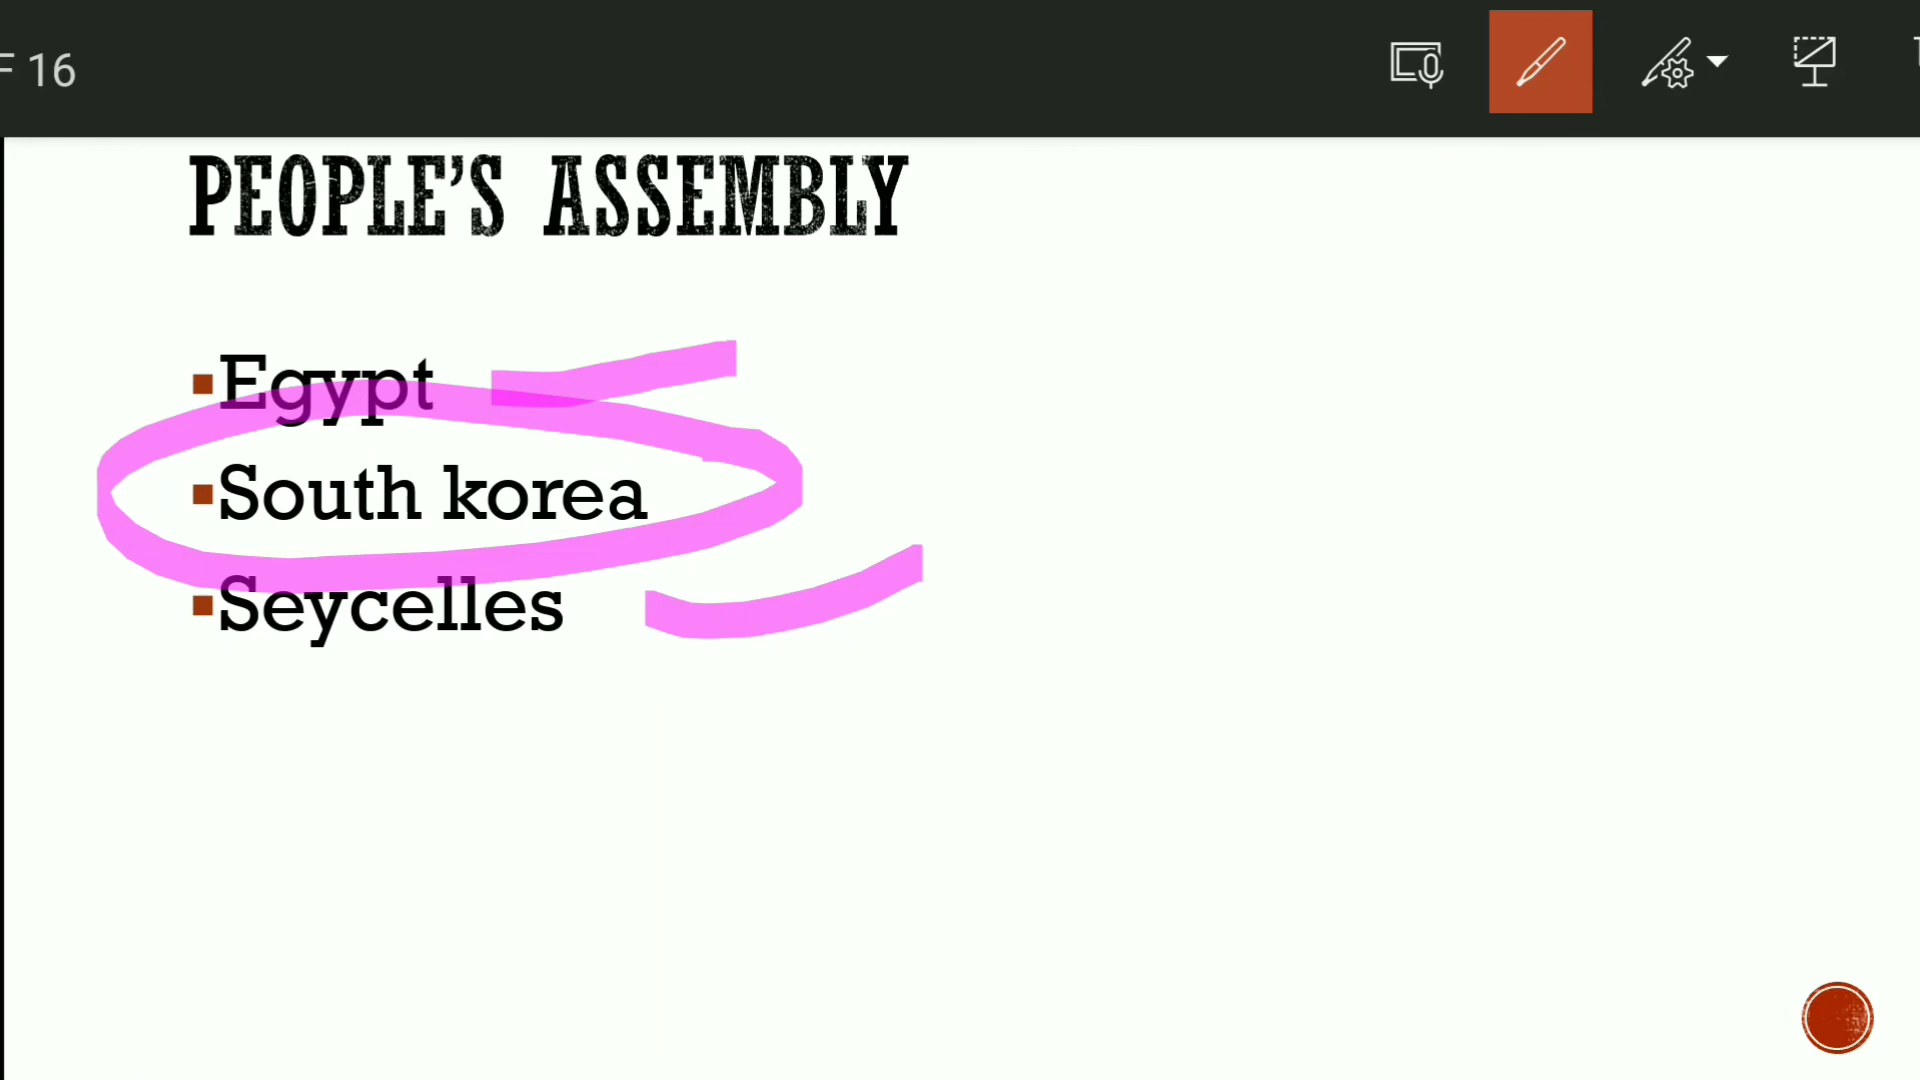 F 16
PEOPLE'S ASSEMBLY
Egypt
South korea
Seycelles